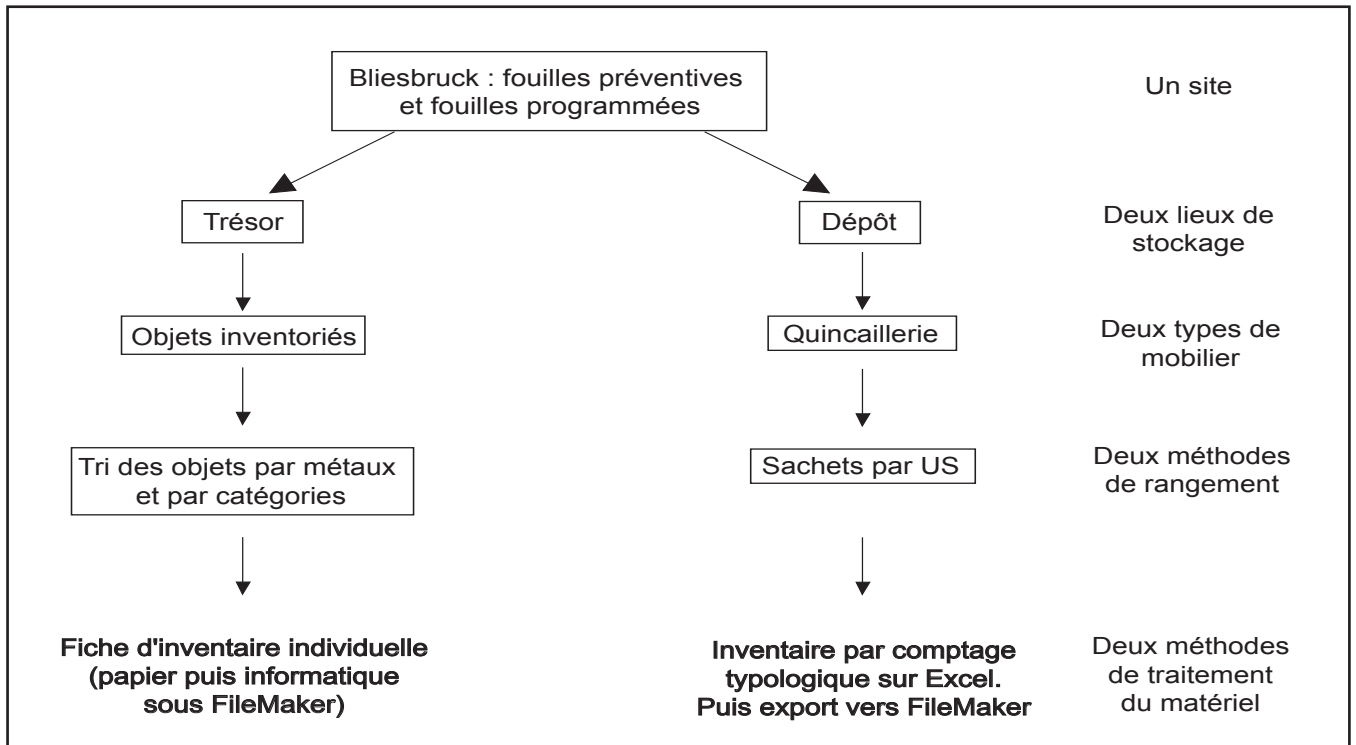 Bliesbruck : fouilles préventives
et fouilles programmées
Un site
Trésor
Dépôt
Deux lieux de
stockage
Objets inventoriés
Quincaillerie
Deux types de
mobilier
Tri des objets par métaux
et par catégories
Sachets par US
Deux méthodes
de rangement
Fiche d'inventaire individuelle
(papier puis informatique
sous FileMaker)
Inventaire par comptage
typologique sur Excel.
Puis export vers FileMaker
Deux méthodes
de traitement
du matériel